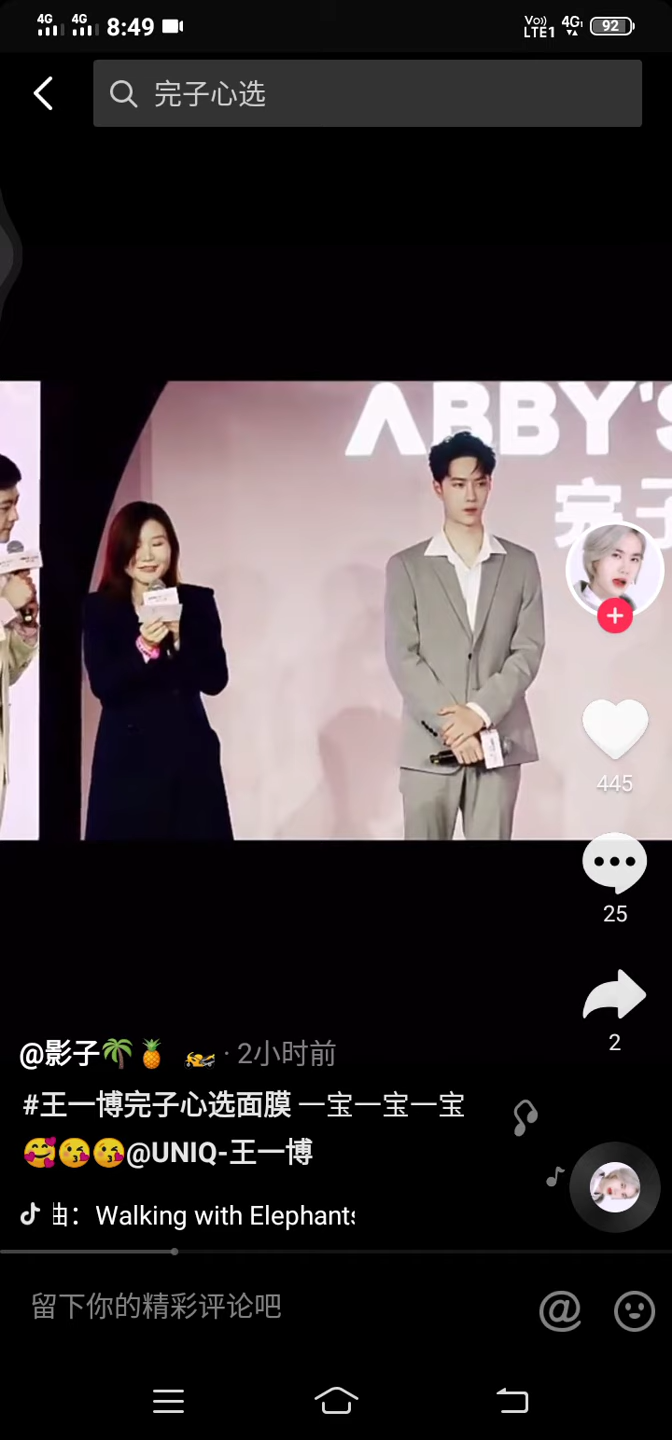 4G 4G 8:49
Vo)) LTE1 4G 92
完子心选
ABBY'S
完子
445
25
2
@影子🌴🍍 🏍️ · 2小时前
#王一博完子心选面膜 一宝一宝一宝
🥰😘😘@UNIQ-王一博
曲：Walking with Elephants
留下你的精彩评论吧
@